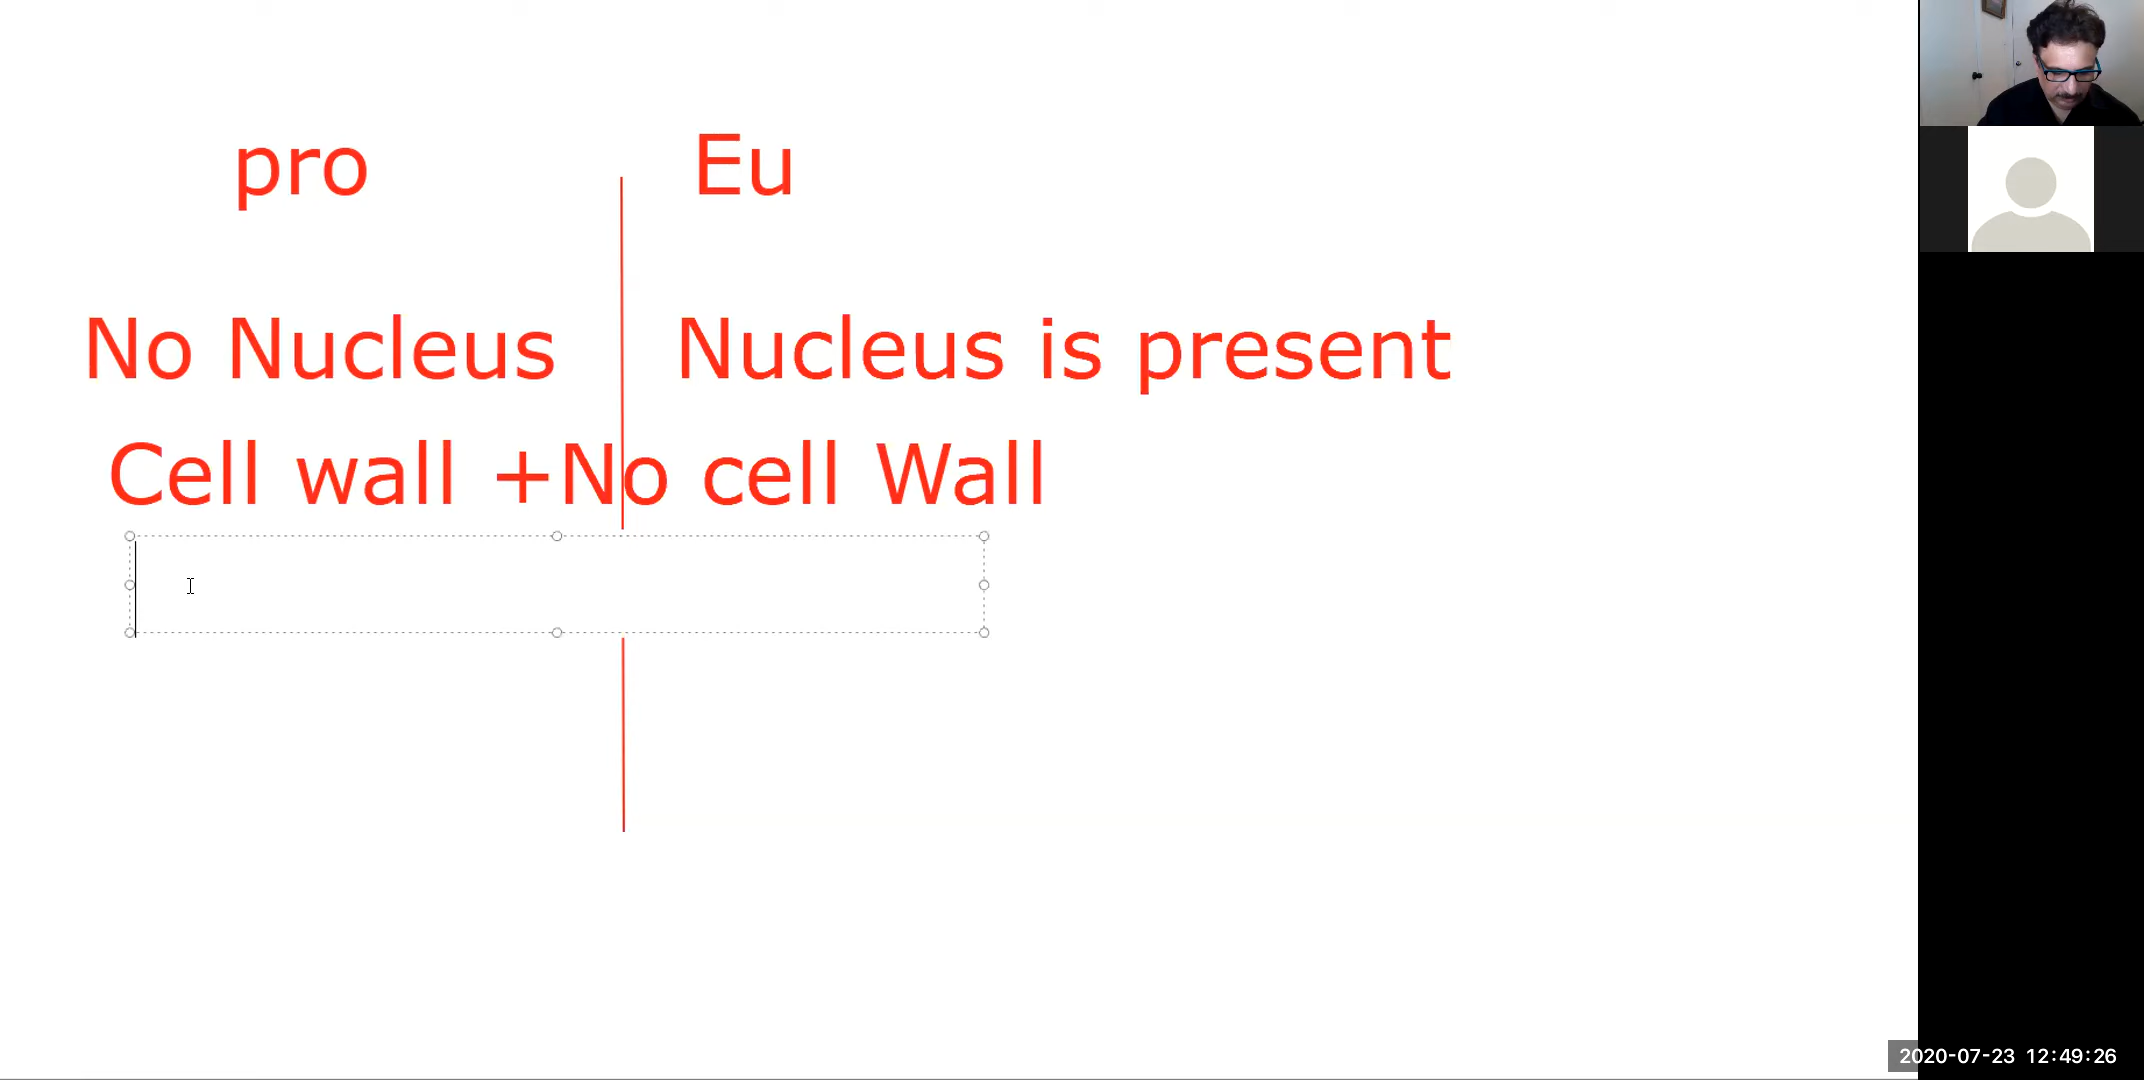 pro Eu
No Nucleus Nucleus is present
Cell wall +No cell Wall
2020-07-23 12:49:26